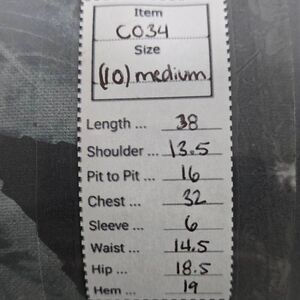 Item
CO34
Size
(10) medium
Length ... 38
Shoulder ... 13.5
Pit to Pit ... 16
Chest ... 32
Sleeve ... 6
Waist ... 14.5
Hip ... 18.5
Hem ... 19